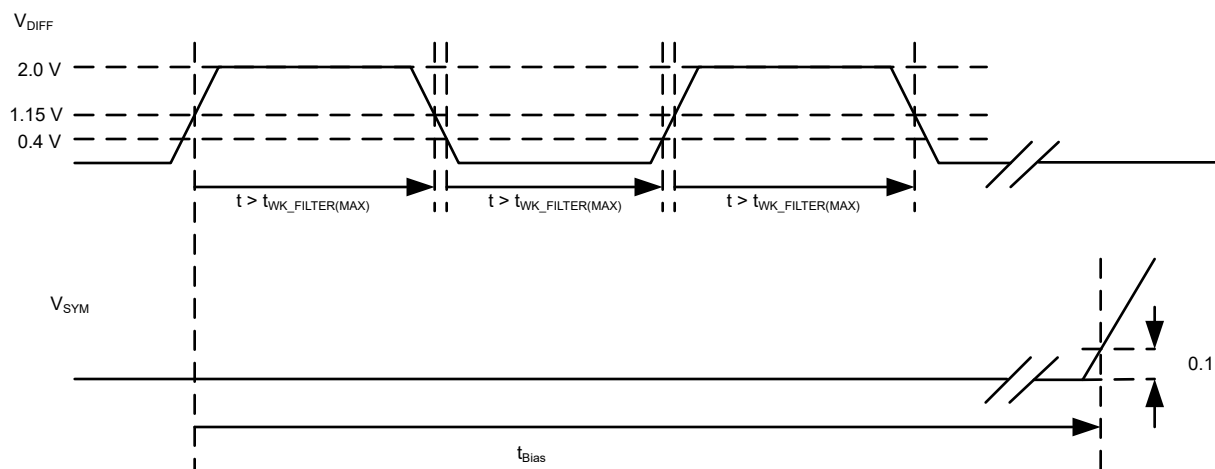 VDIFF
2.0 V
1.15 V
0.4 V
t > tWK_FILTER(MAX)
t > tWK_FILTER(MAX)
t > tWK_FILTER(MAX)
VSYM
0.1
tBias